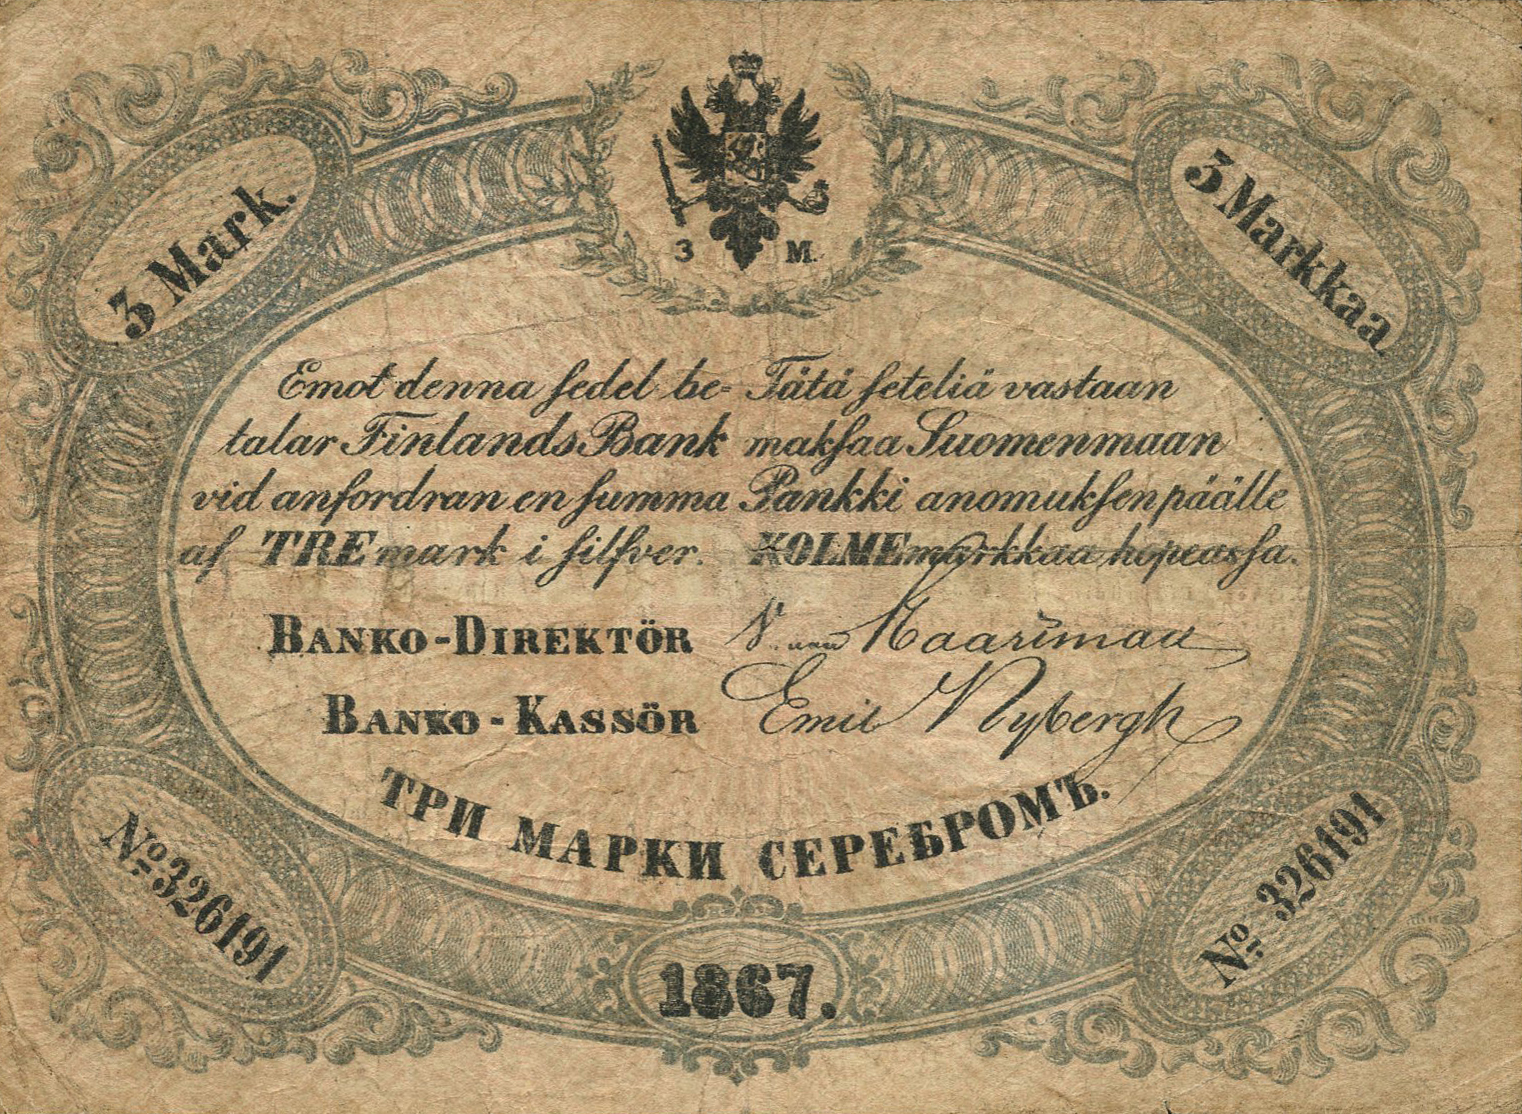 3 Mark.
3 Markkaa
3 M.
Emot denna sedel be-
talar Finlands Bank
vid anfordran en summa
af TRE mark i silfver.
Tätä seteliä vastaan
maksaa Suomenmaan
Pankki anomuksen päälle
KOLME markkaa hopeassa.
BANKO-DIREKTÖR
BANKO-KASSÖR Emil Nybergh
ТРИ МАРКИ СЕРЕБРОМЪ.
No 326191
No. 326191
1867.